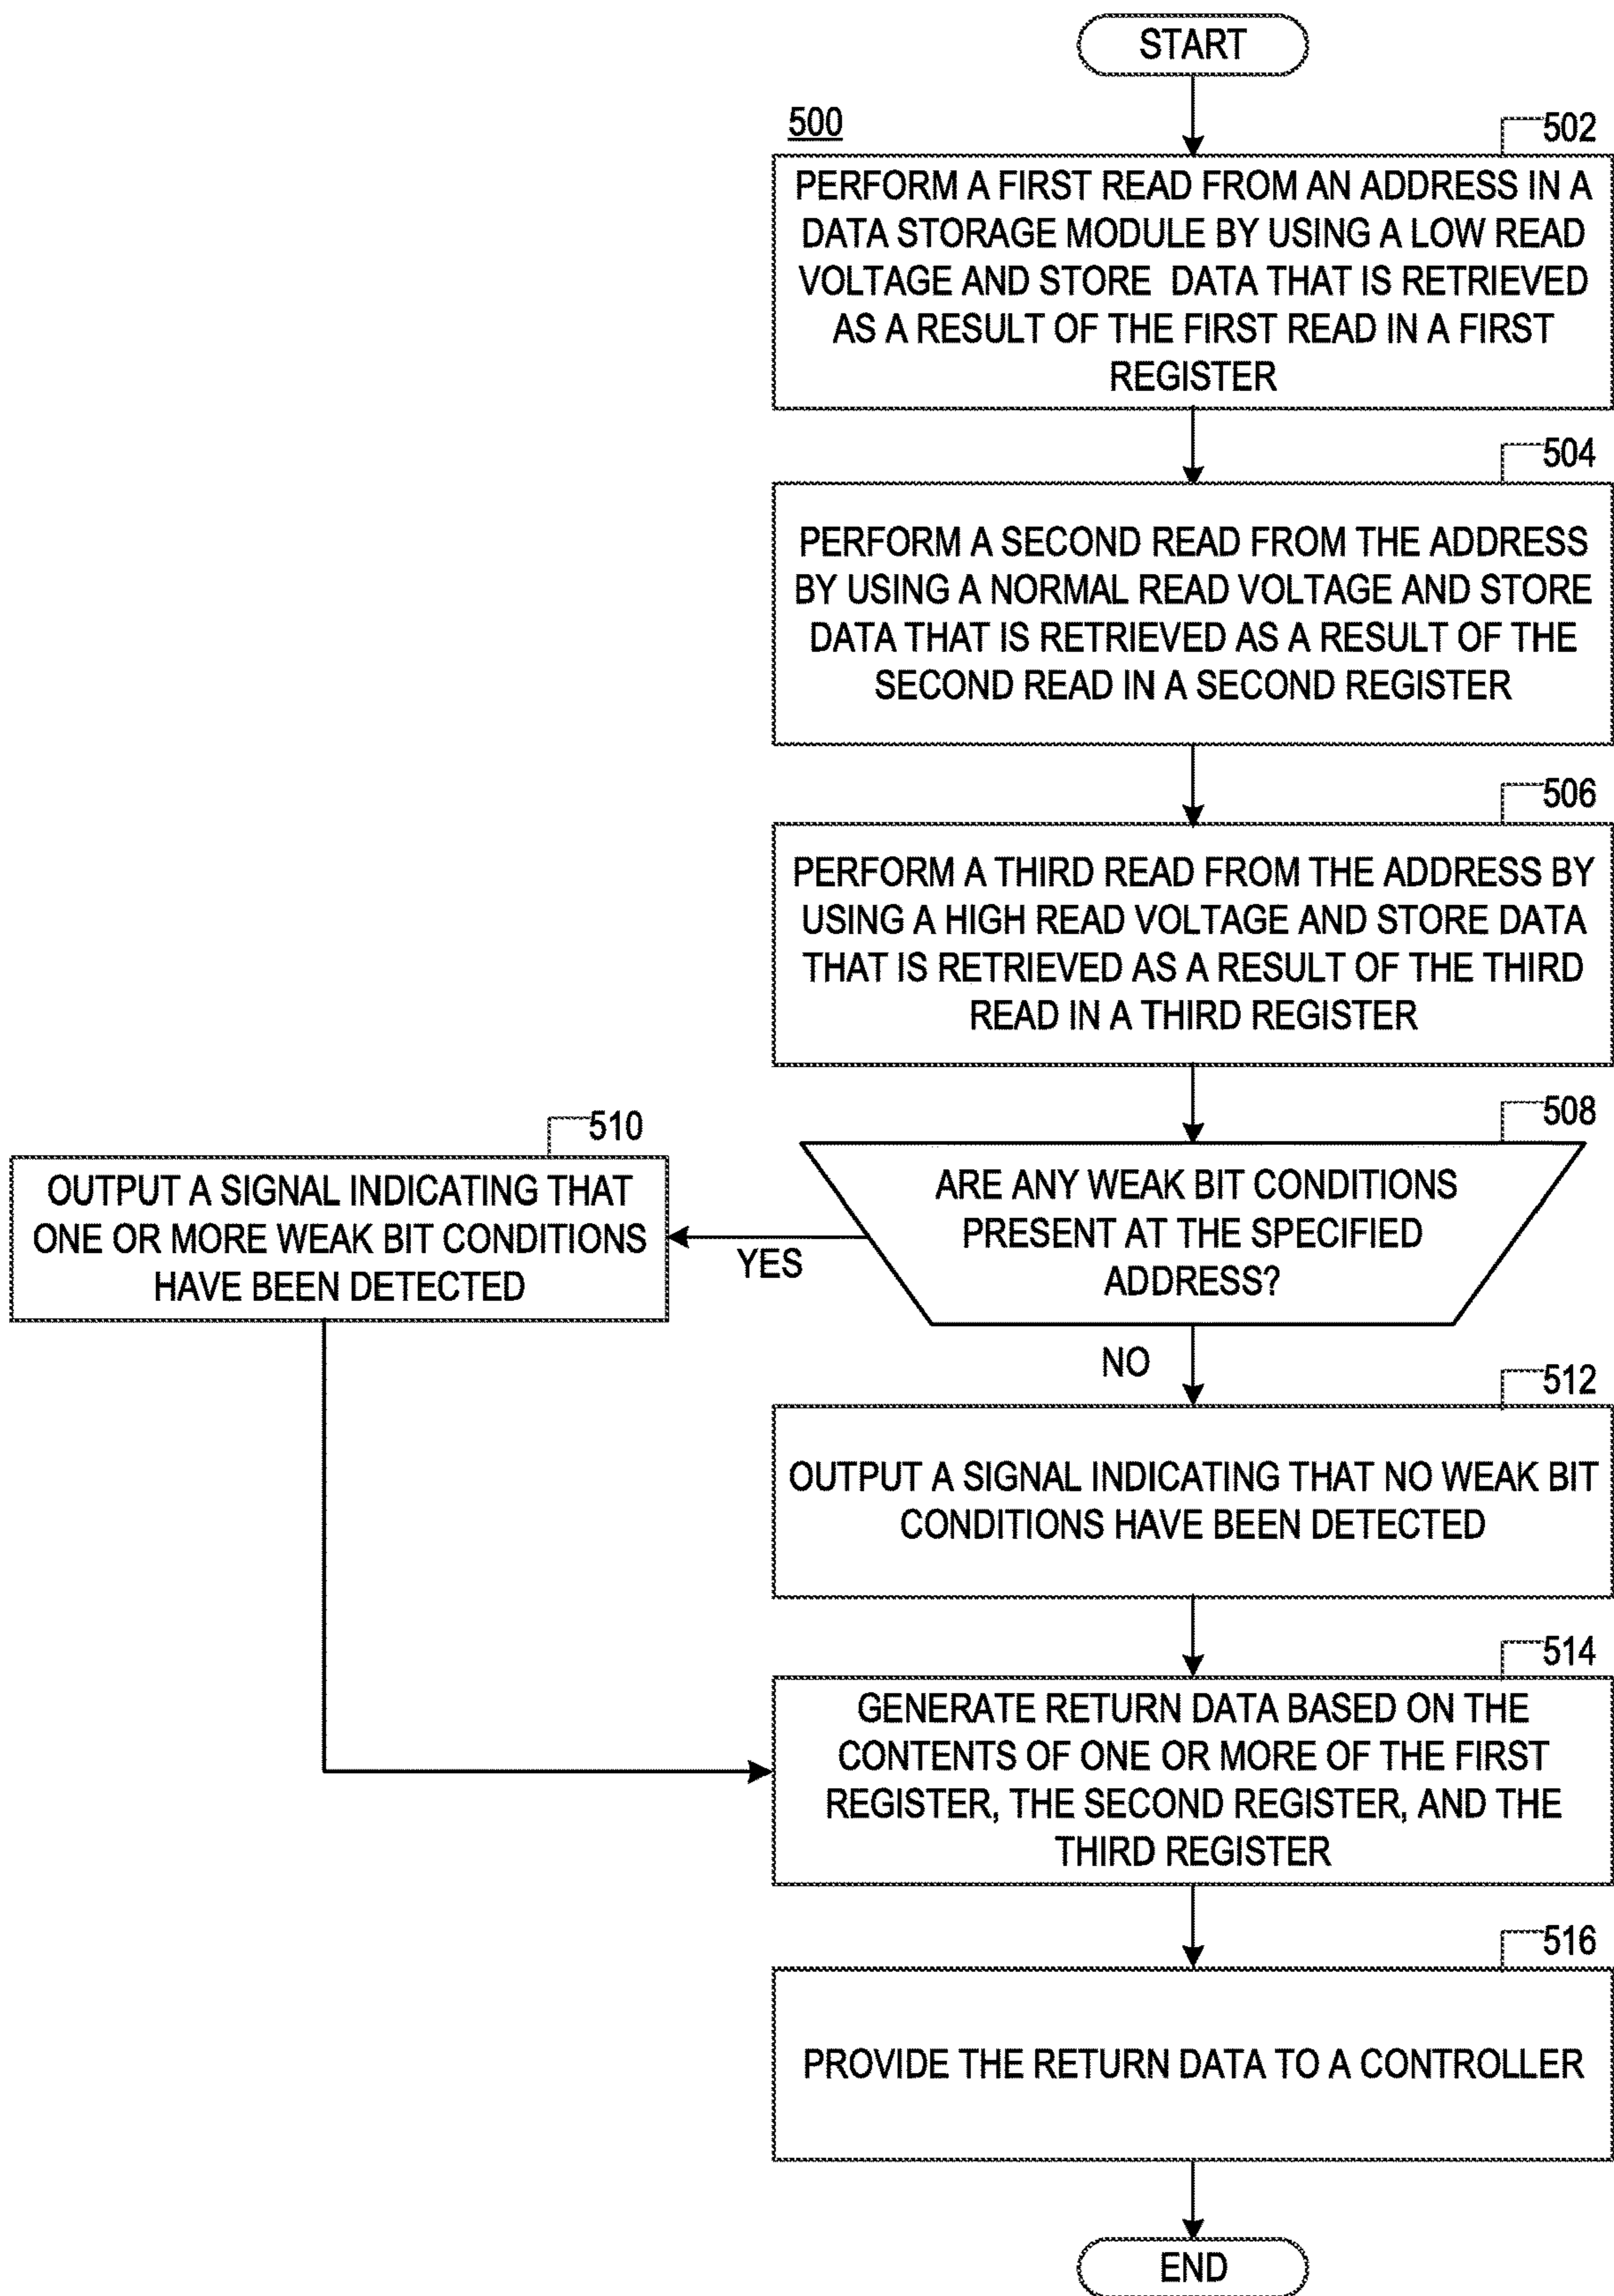 START
500
502
PERFORM A FIRST READ FROM AN ADDRESS IN A
DATA STORAGE MODULE BY USING A LOW READ
VOLTAGE AND STORE DATA THAT IS RETRIEVED
AS A RESULT OF THE FIRST READ IN A FIRST
REGISTER
504
PERFORM A SECOND READ FROM THE ADDRESS
BY USING A NORMAL READ VOLTAGE AND STORE
DATA THAT IS RETRIEVED AS A RESULT OF THE
SECOND READ IN A SECOND REGISTER
506
PERFORM A THIRD READ FROM THE ADDRESS BY
USING A HIGH READ VOLTAGE AND STORE DATA
THAT IS RETRIEVED AS A RESULT OF THE THIRD
READ IN A THIRD REGISTER
508
ARE ANY WEAK BIT CONDITIONS
PRESENT AT THE SPECIFIED
ADDRESS?
YES
510
OUTPUT A SIGNAL INDICATING THAT
ONE OR MORE WEAK BIT CONDITIONS
HAVE BEEN DETECTED
NO
512
OUTPUT A SIGNAL INDICATING THAT NO WEAK BIT
CONDITIONS HAVE BEEN DETECTED
514
GENERATE RETURN DATA BASED ON THE
CONTENTS OF ONE OR MORE OF THE FIRST
REGISTER, THE SECOND REGISTER, AND THE
THIRD REGISTER
516
PROVIDE THE RETURN DATA TO A CONTROLLER
END